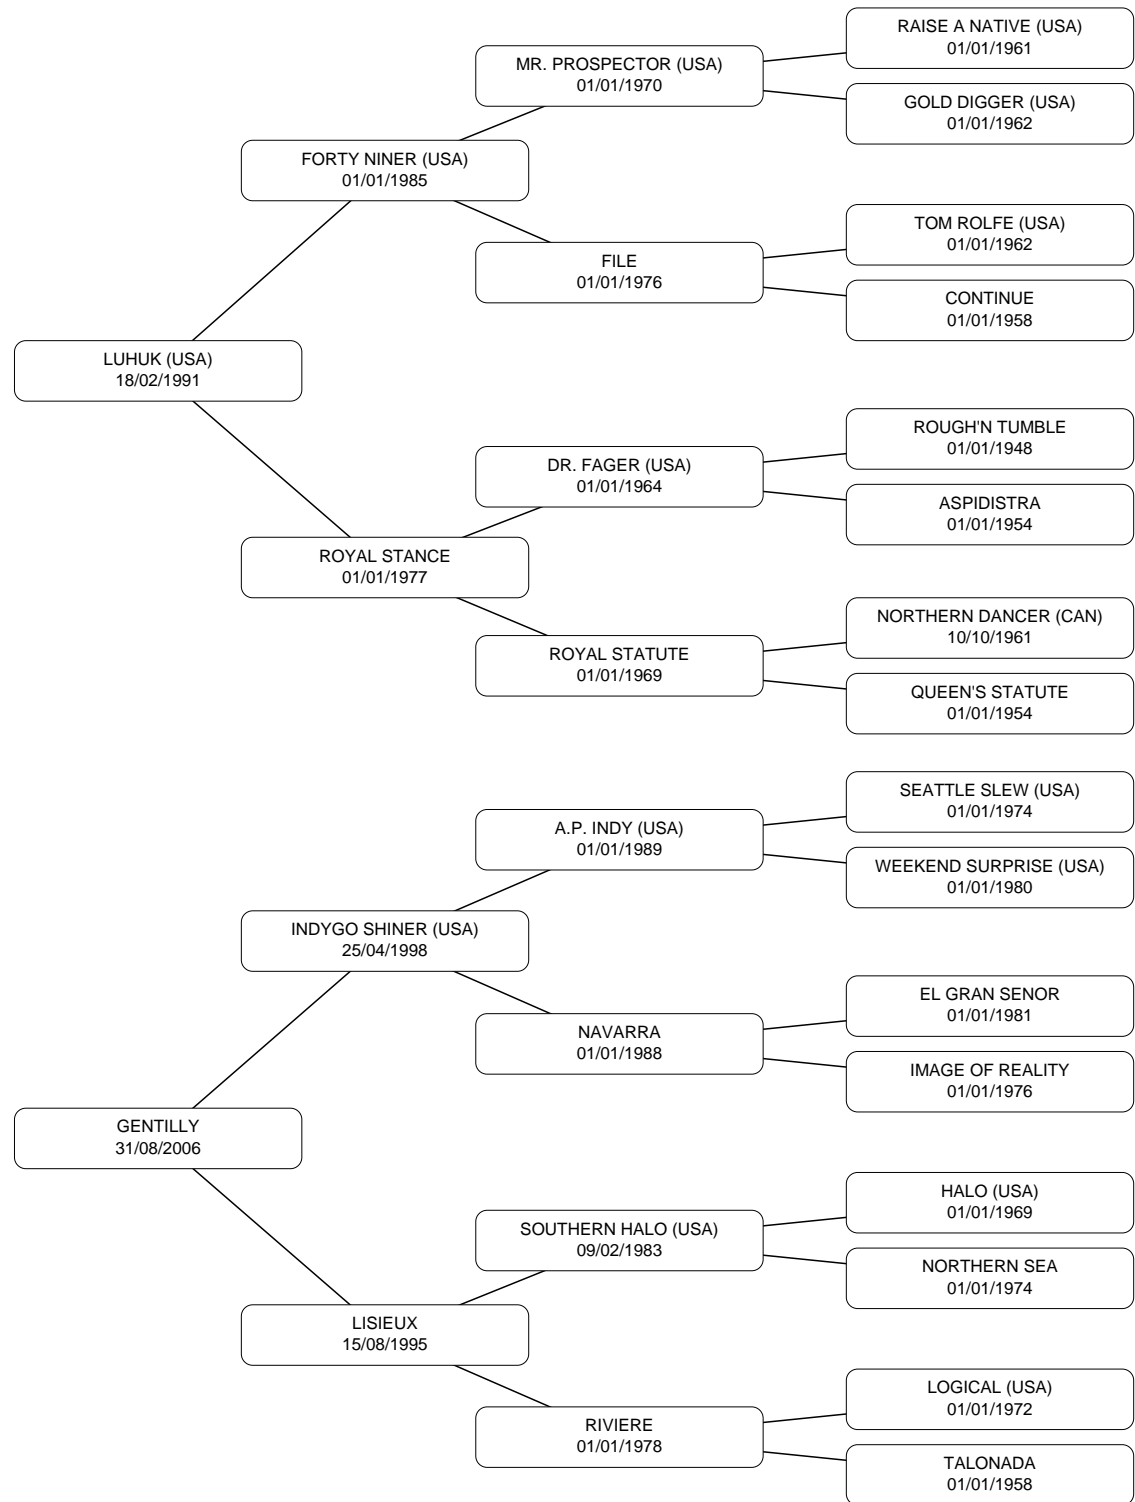 RAISE A NATIVE (USA)
01/01/1961
MR. PROSPECTOR (USA)
01/01/1970
GOLD DIGGER (USA)
01/01/1962
FORTY NINER (USA)
01/01/1985
TOM ROLFE (USA)
01/01/1962
FILE
01/01/1976
CONTINUE
01/01/1958
LUHUK (USA)
18/02/1991
ROUGH'N TUMBLE
01/01/1948
DR. FAGER (USA)
01/01/1964
ASPIDISTRA
01/01/1954
ROYAL STANCE
01/01/1977
NORTHERN DANCER (CAN)
10/10/1961
ROYAL STATUTE
01/01/1969
QUEEN'S STATUTE
01/01/1954
SEATTLE SLEW (USA)
01/01/1974
A.P. INDY (USA)
01/01/1989
WEEKEND SURPRISE (USA)
01/01/1980
INDYGO SHINER (USA)
25/04/1998
EL GRAN SENOR
01/01/1981
NAVARRA
01/01/1988
IMAGE OF REALITY
01/01/1976
GENTILLY
31/08/2006
HALO (USA)
01/01/1969
SOUTHERN HALO (USA)
09/02/1983
NORTHERN SEA
01/01/1974
LISIEUX
15/08/1995
LOGICAL (USA)
01/01/1972
RIVIERE
01/01/1978
TALONADA
01/01/1958